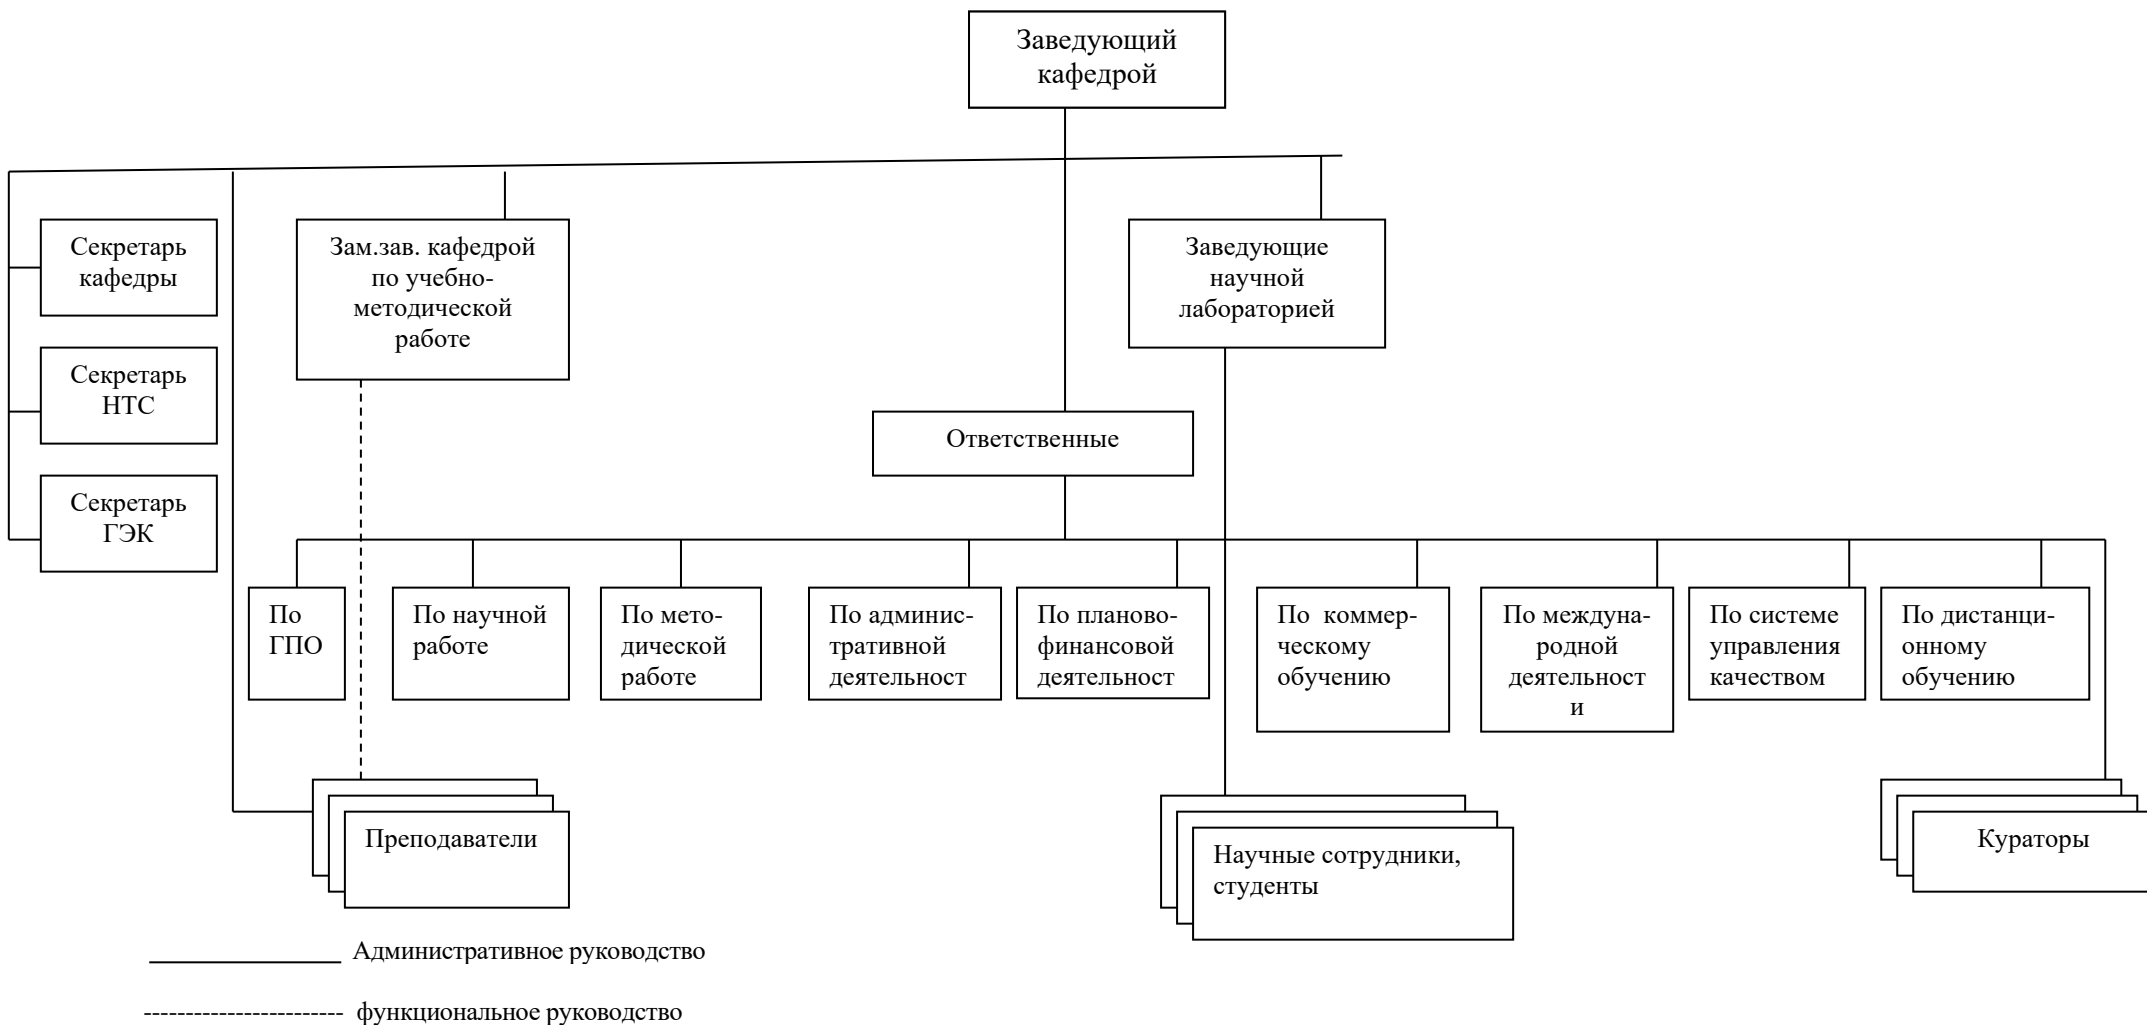 Заведующий
кафедрой
Секретарь
кафедры
Зам.зав. кафедрой
по учебно-
методической
работе
Заведующие
научной
лабораторией
Секретарь
НТС
Ответственные
Секретарь
ГЭК
По
ГПО
По научной
работе
По мето-
дической
работе
По админис-
тративной
деятельност
По планово-
финансовой
деятельност
По  коммер-
ческому
обучению
По междуна-
родной
деятельност
и
По системе
управления
качеством
По дистанци-
онному
обучению
Преподаватели
Научные сотрудники,
студенты
Кураторы
Административное руководство
функциональное руководство